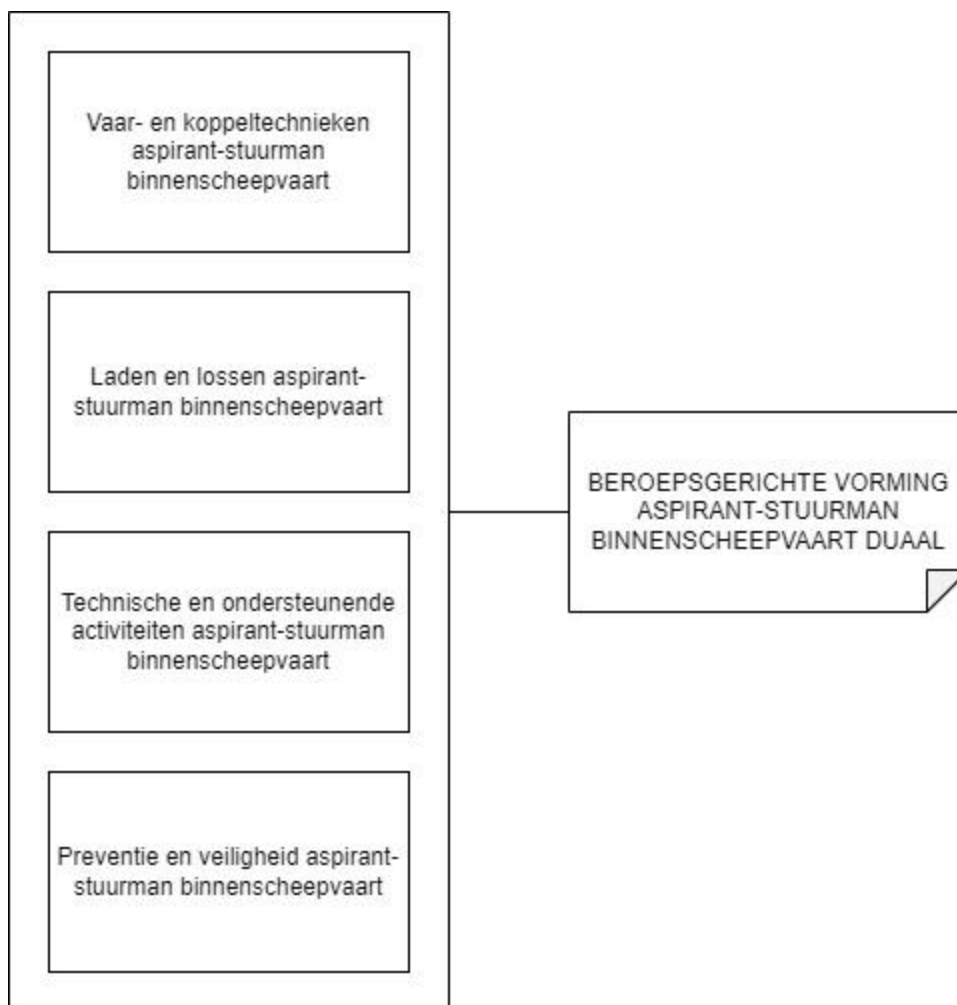 Vaar- en koppeltechnieken
aspirant-stuurman
binnenscheepvaart
Laden en lossen aspirant-
stuurman binnenscheepvaart
Technische en ondersteunende
activiteiten aspirant-stuurman
binnenscheepvaart
Preventie en veiligheid aspirant-
stuurman binnenscheepvaart
BEROEPSGERICHTE VORMING
ASPIRANT-STUURMAN
BINNENSCHEEPVAART DUAAL